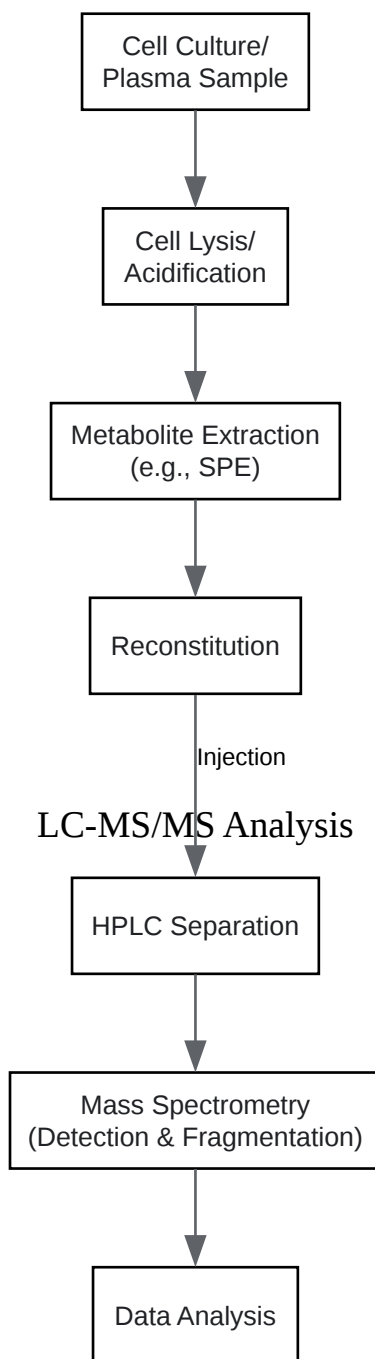 Cell Culture/
Plasma Sample
Cell Lysis/
Acidification
Metabolite Extraction
(e.g., SPE)
Reconstitution
Injection
LC-MS/MS Analysis
HPLC Separation
Mass Spectrometry
(Detection & Fragmentation)
Data Analysis